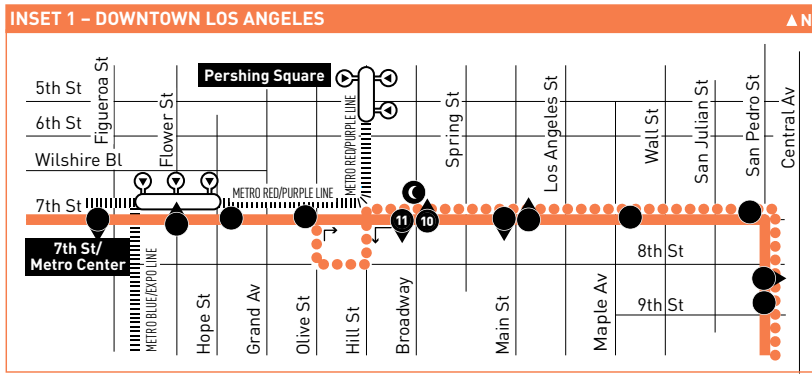 INSET 1 – DOWNTOWN LOS ANGELES
N
5th St
6th St
Wilshire Bl
7th St
Figueroa St
Flower St
Pershing Square
METRO RED/PURPLE LINE
METRO RED/PURPLE LINE
Spring St
Los Angeles St
Wall St
San Julian St
San Pedro St
Central Av
7th St/
Metro Center
11
10
8th St
9th St
METRO BLUE/EXPO LINE
Hope St
Grand Av
Olive St
Hill St
Broadway
Main St
Maple Av